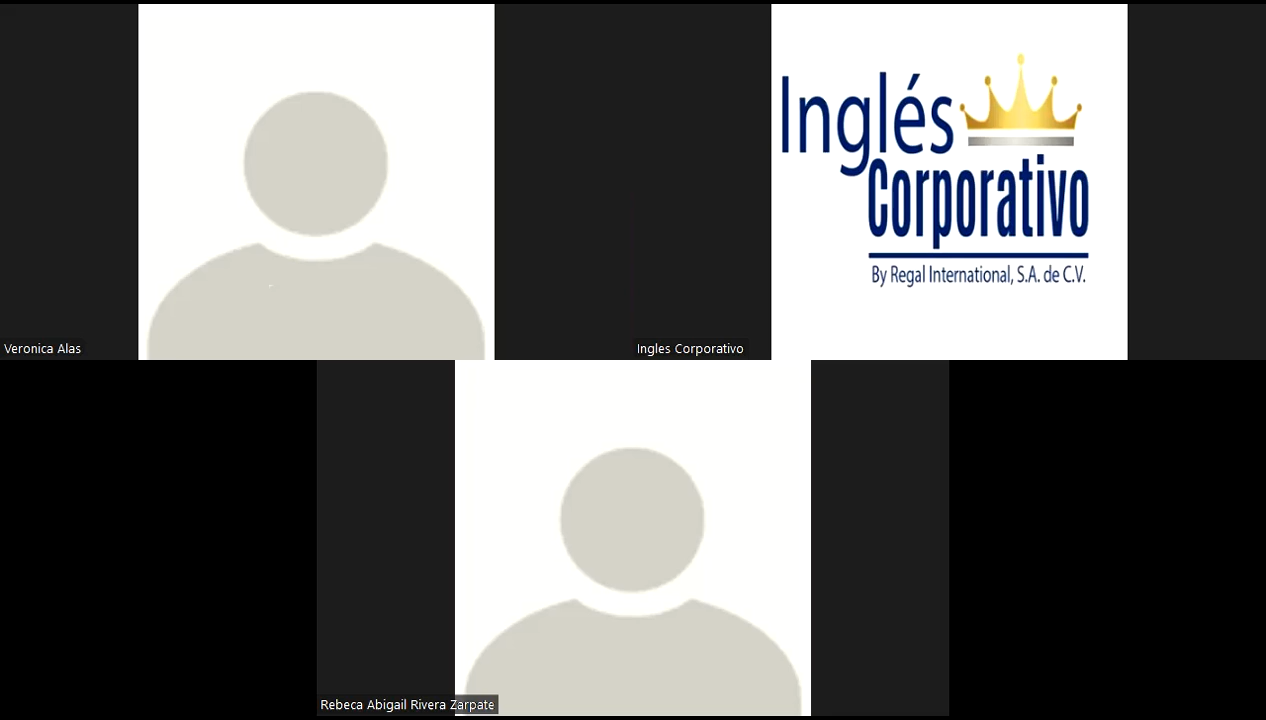 Inglés
Corporativo
By Regal International, S.A. de C.V.
Veronica Alas
Ingles Corporativo
Rebeca Abigail Rivera Zarpate